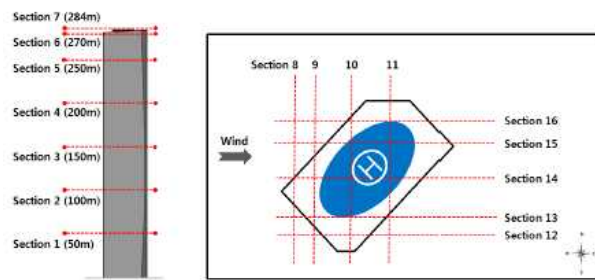 Section 7 (284m)
Section 6 (270m)
Section 5 (250m)
Section 4 (200m)
Section 3 (150m)
Section 2 (100m)
Section 1 (50m)
Section 8 9 10 11
Wind
Section 16
Section 15
Section 14
Section 13
Section 12
H